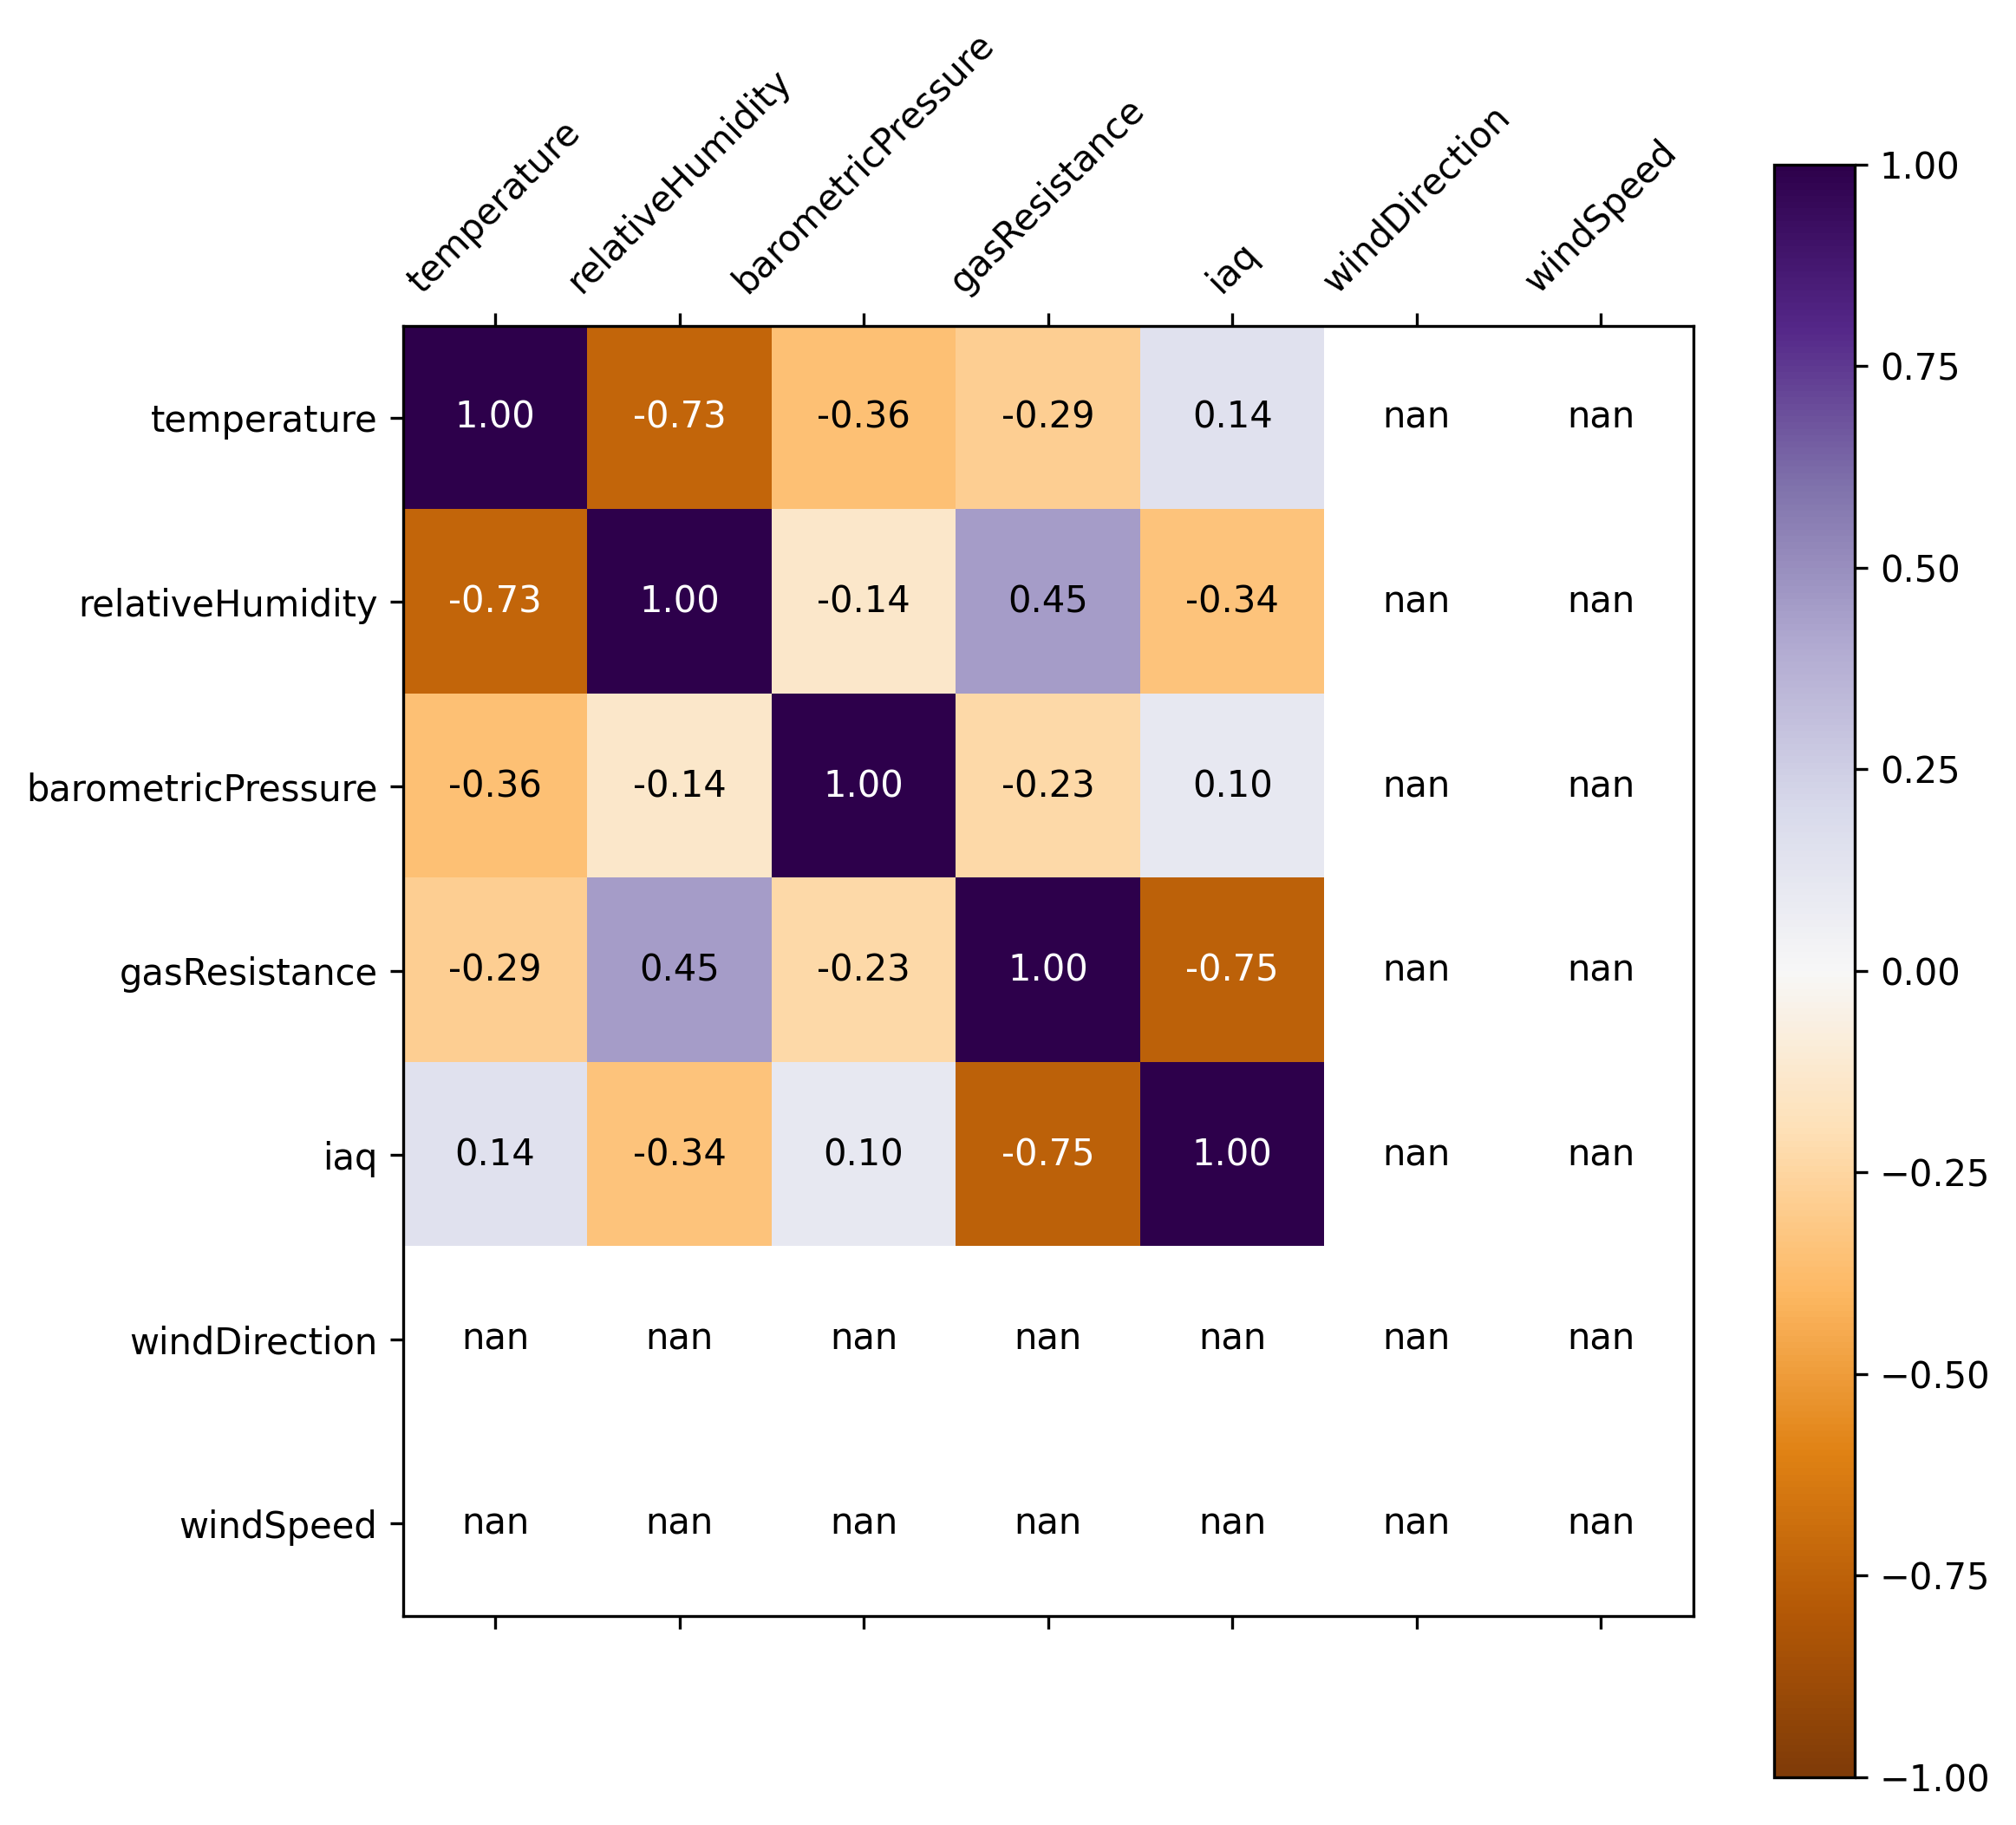 temperature relativeHumidity barometricPressure gasResistance iaq windDirection windSpeed
temperature 1.00 -0.73 -0.36 -0.29 0.14 nan nan
relativeHumidity -0.73 1.00 -0.14 0.45 -0.34 nan nan
barometricPressure -0.36 -0.14 1.00 -0.23 0.10 nan nan
gasResistance -0.29 0.45 -0.23 1.00 -0.75 nan nan
iaq 0.14 -0.34 0.10 -0.75 1.00 nan nan
windDirection nan nan nan nan nan nan nan
windSpeed nan nan nan nan nan nan nan
1.00
0.75
0.50
0.25
0.00
−0.25
−0.50
−0.75
−1.00